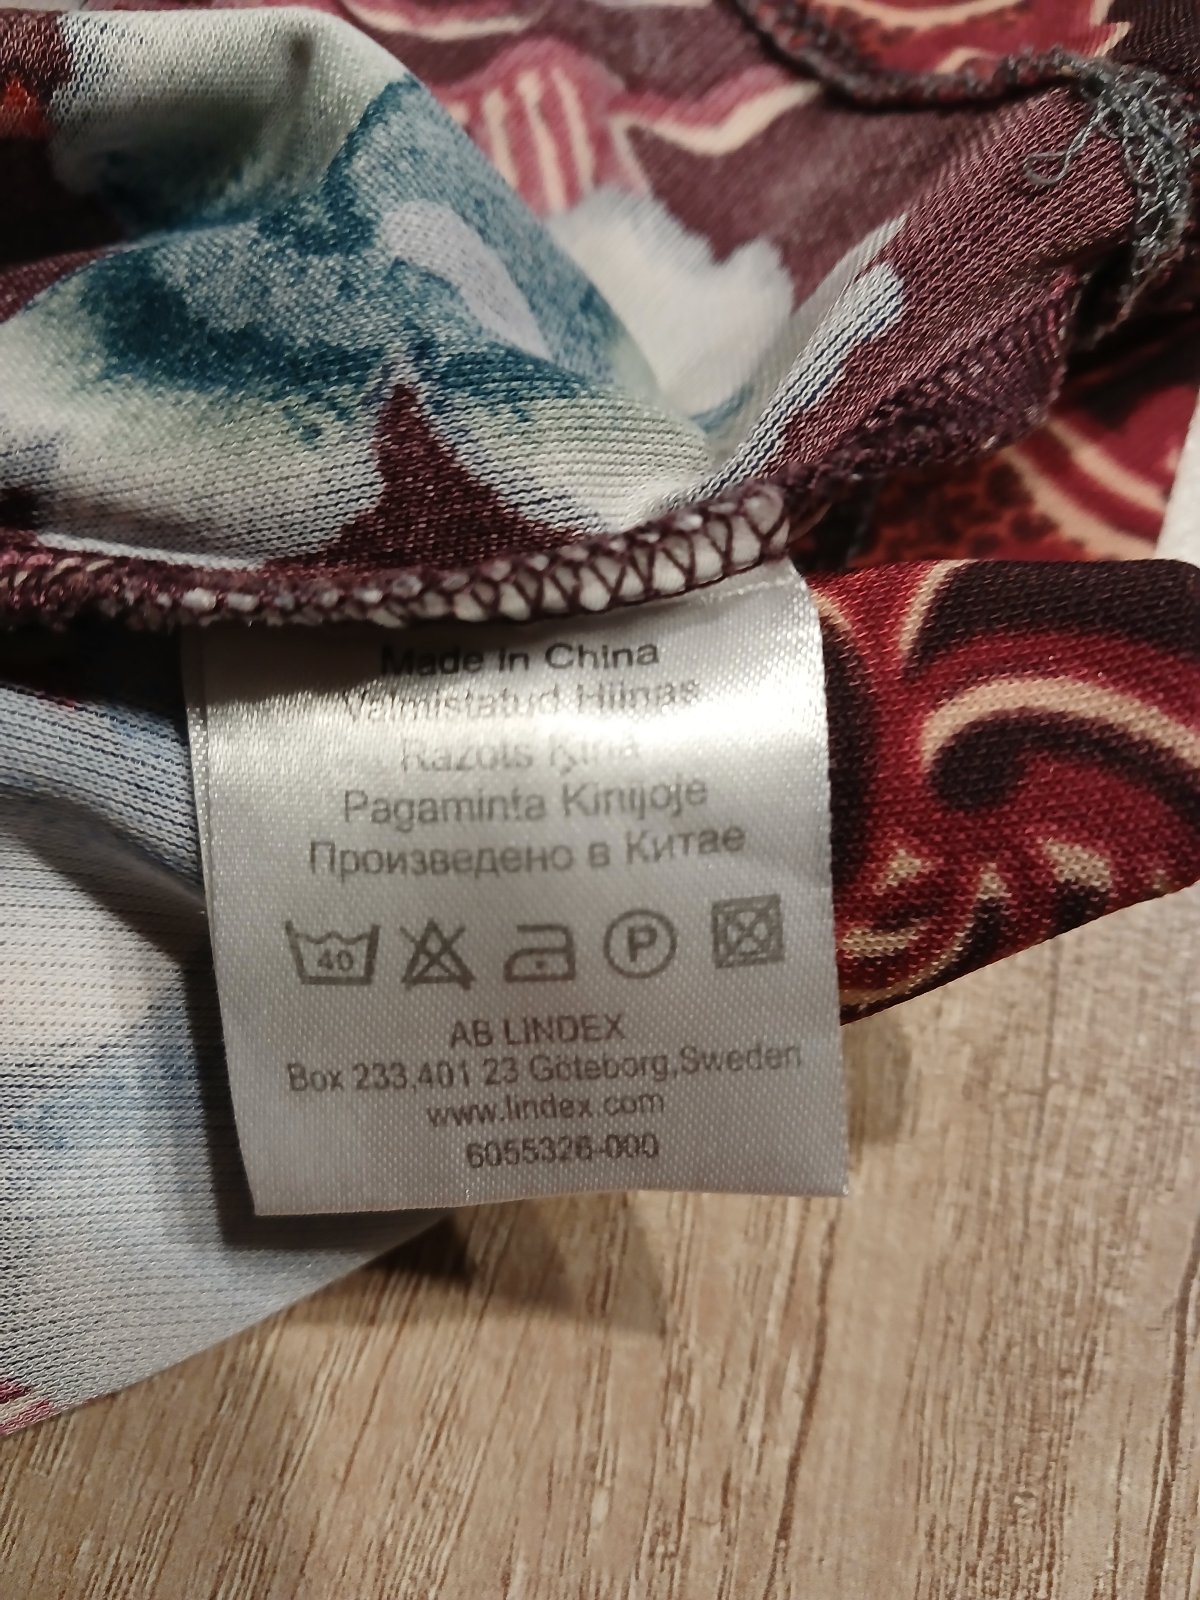 Made in China
Valmistatud Hiinas
Razots Ķīnā
Pagaminta Kinijoje
Произведено в Китае
40 P
AB LINDEX
Box 233,401 23 Göteborg,Sweden
www.lindex.com
6055326-000